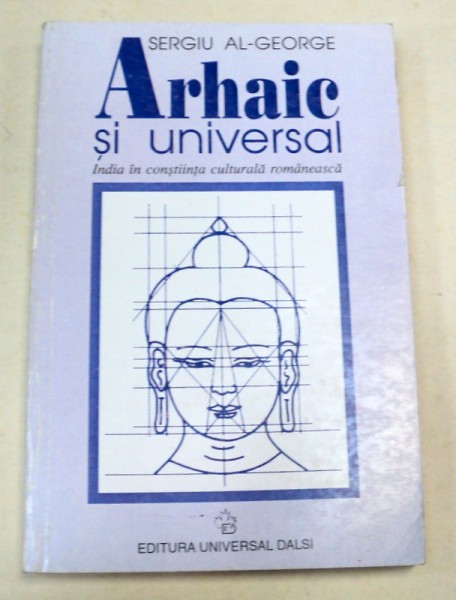 SERGIU AL-GEORGE
Arhaic
și universal
India în conștiința culturală românească
EDITURA UNIVERSAL DALSI